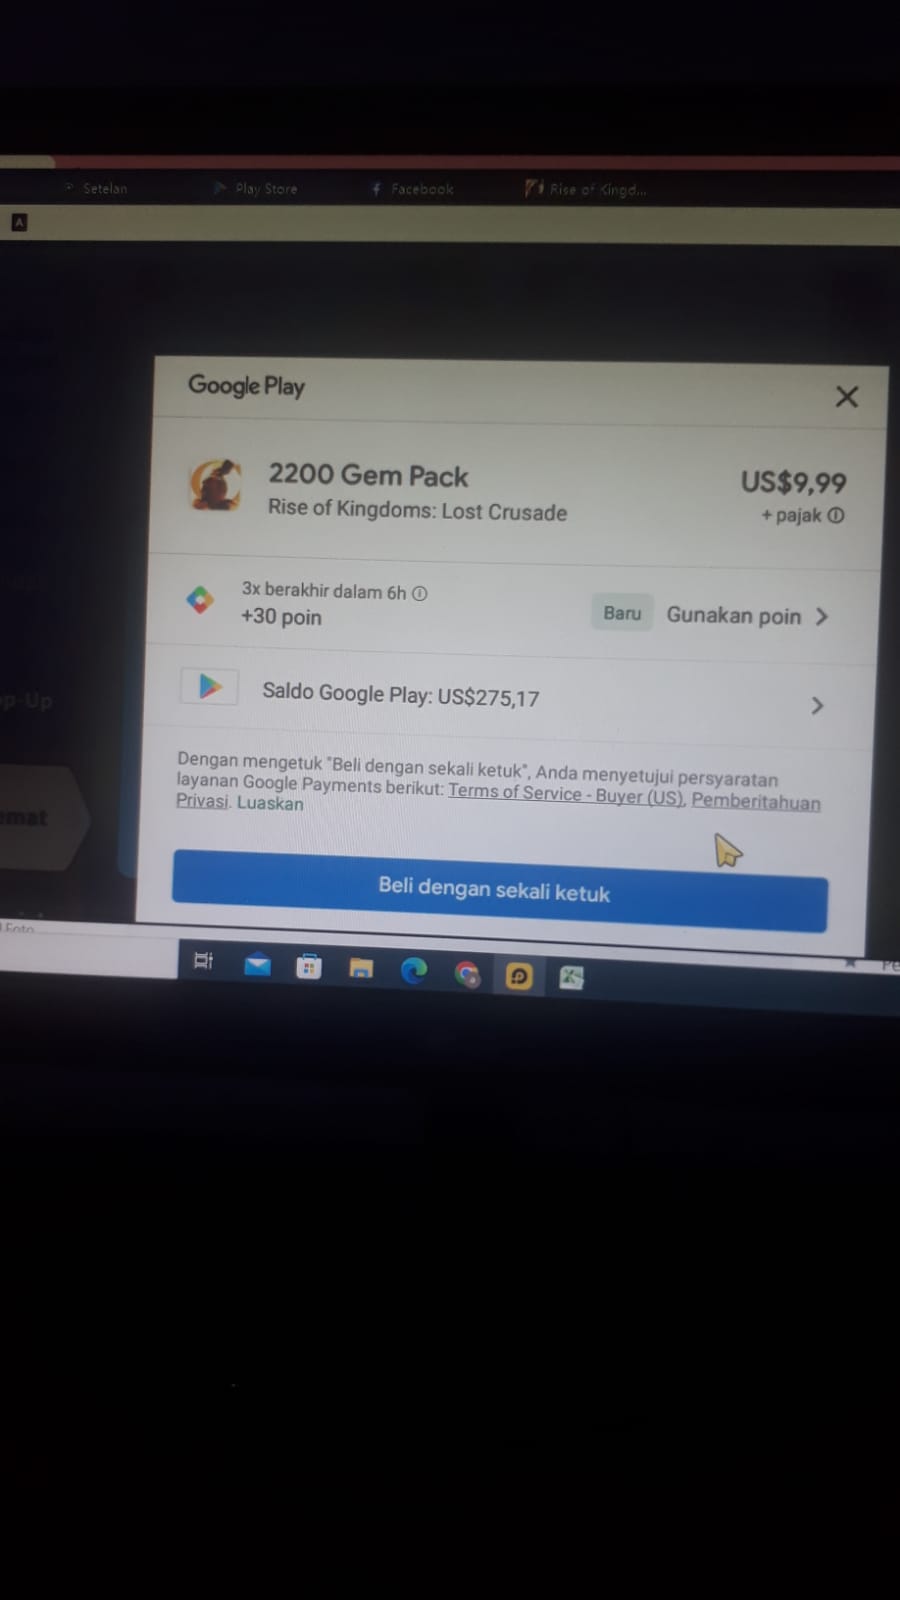 Setelan
Play Store
Facebook
Rise of Kingd...
A
Google Play
2200 Gem Pack
US$9,99
Rise of Kingdoms: Lost Crusade
+ pajak
3x berakhir dalam 6h
+30 poin
Baru
Gunakan poin
Saldo Google Play: US$275,17
p-Up
Dengan mengetuk "Beli dengan sekali ketuk", Anda menyetujui persyaratan
layanan Google Payments berikut: Terms of Service - Buyer (US), Pemberitahuan
Privasi. Luaskan
emat
Beli dengan sekali ketuk
Foto